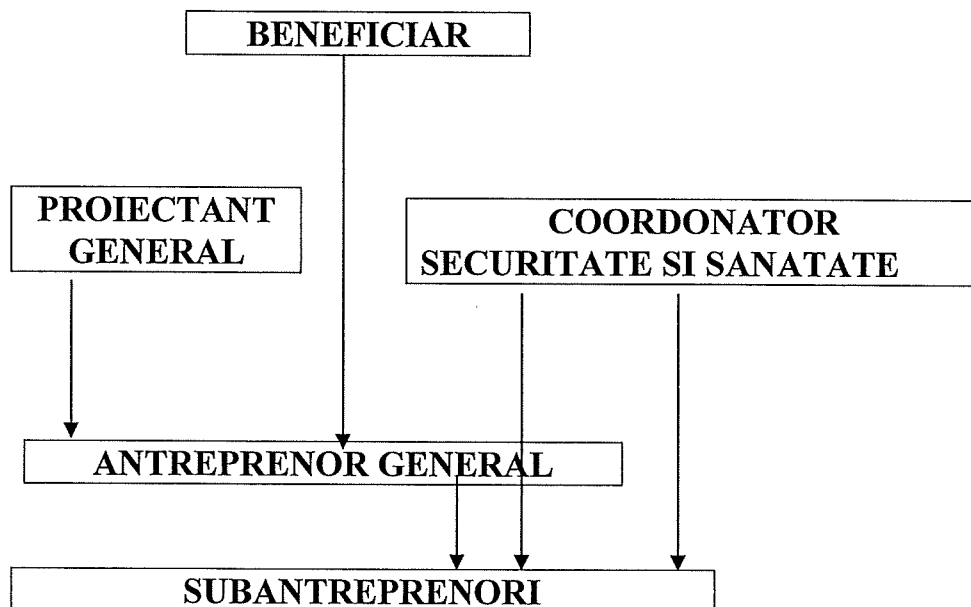 BENEFICIAR
PROIECTANT
GENERAL
COORDONATOR
SECURITATE SI SANATATE
ANTREPRENOR GENERAL
SUBANTREPRENORI